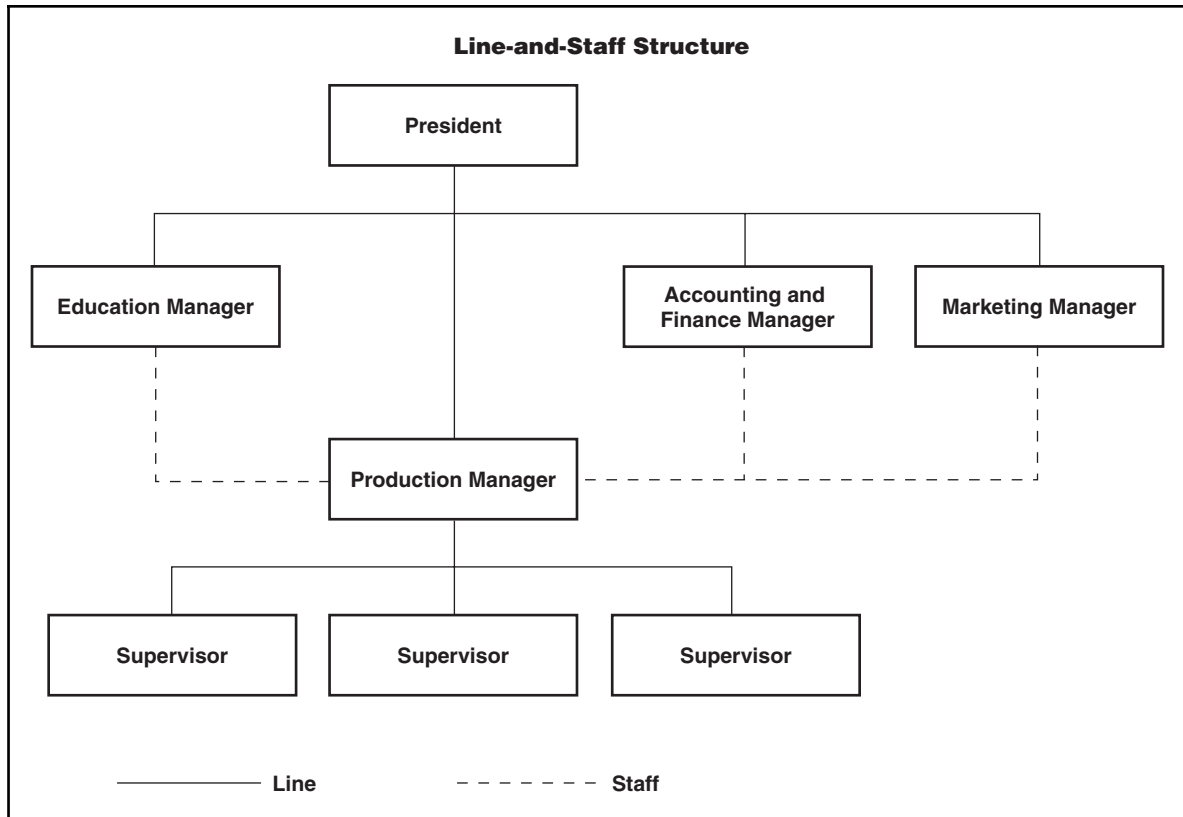 Line-and-Staff Structure
President
Education Manager
Accounting and
Finance Manager
Marketing Manager
Production Manager
Supervisor
Supervisor
Supervisor
Line
Staff